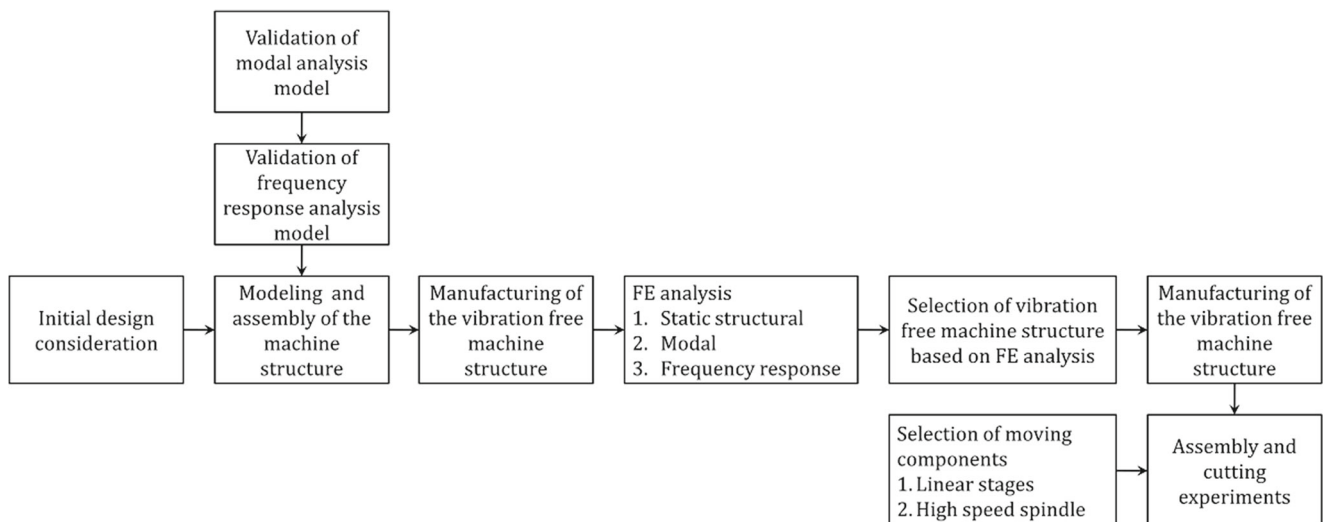 Validation of
modal analysis
model
Validation of
frequency
response analysis
model
Initial design
consideration
Modeling and
assembly of the
machine
structure
Manufacturing of
the vibration free
machine
structure
FE analysis
1. Static structural
2. Modal
3. Frequency response
Selection of vibration
free machine structure
based on FE analysis
Manufacturing of
the vibration free
machine
structure
Selection of moving
components
1. Linear stages
2. High speed spindle
Assembly and
cutting
experiments